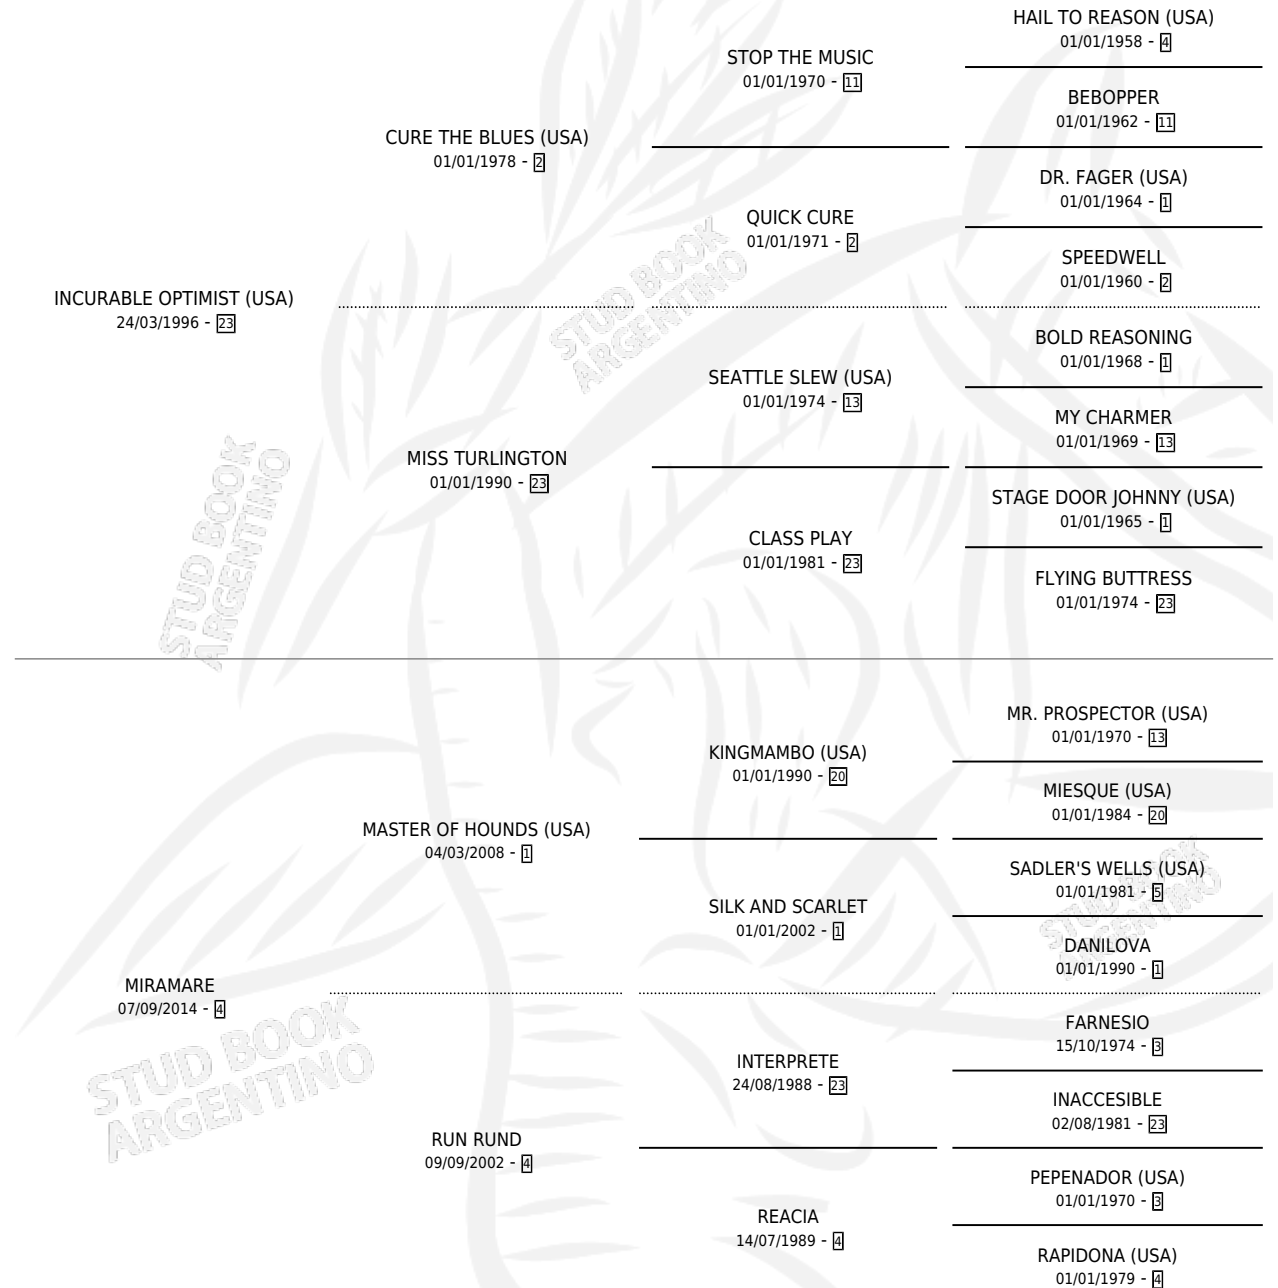 HAIL TO REASON (USA)
01/01/1958 - 4
STOP THE MUSIC
01/01/1970 - 11
BEBOPPER
01/01/1962 - 11
CURE THE BLUES (USA)
01/01/1978 - 2
DR. FAGER (USA)
01/01/1964 - 1
QUICK CURE
01/01/1971 - 2
SPEEDWELL
01/01/1960 - 2
INCURABLE OPTIMIST (USA)
24/03/1996 - 23
BOLD REASONING
01/01/1968 - 1
SEATTLE SLEW (USA)
01/01/1974 - 13
MY CHARMER
01/01/1969 - 13
MISS TURLINGTON
01/01/1990 - 23
STAGE DOOR JOHNNY (USA)
01/01/1965 - 1
CLASS PLAY
01/01/1981 - 23
FLYING BUTTRESS
01/01/1974 - 23
MR. PROSPECTOR (USA)
01/01/1970 - 13
KINGMAMBO (USA)
01/01/1990 - 20
MIESQUE (USA)
01/01/1984 - 20
MASTER OF HOUNDS (USA)
04/03/2008 - 1
SADLER'S WELLS (USA)
01/01/1981 - 5
SILK AND SCARLET
01/01/2002 - 1
DANILOVA
01/01/1990 - 1
MIRAMARE
07/09/2014 - 4
FARNESIO
15/10/1974 - 3
INTERPRETE
24/08/1988 - 23
INACCESIBLE
02/08/1981 - 23
RUN RUND
09/09/2002 - 4
PEPENADOR (USA)
01/01/1970 - 3
REACIA
14/07/1989 - 4
RAPIDONA (USA)
01/01/1979 - 4
STUD BOOK
ARGENTINO
STUD BOOK
ARGENTINO
STUD BOOK
ARGENTINO
STUD BOOK
ARGENTINO